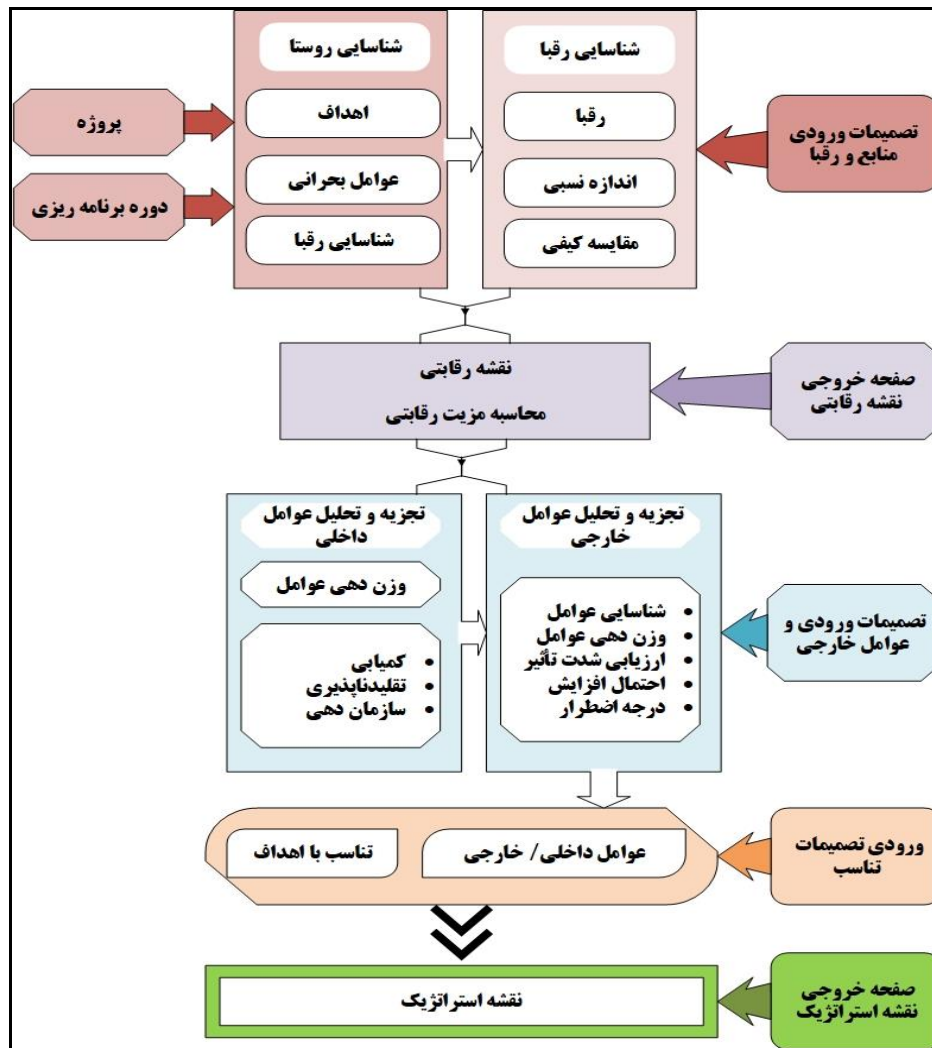 شناسایی روستا
اهداف
عوامل بحرانی
شناسایی رقبا
شناسایی رقبا
رقبا
اندازه نسبی
مقایسه کیفی
پروژه
دوره برنامه ریزی
تصمیمات ورودی
منابع و رقبا
نقشه رقابتی
محاسبه مزیت رقابتی
صفحه خروجی
نقشه رقابتی
تجزیه و تحلیل عوامل
داخلی
وزن دهی عوامل
• کمیابی
• تقلیدناپذیری
• سازمان دهی
تجزیه و تحلیل عوامل
خارجی
• شناسایی عوامل
• وزن دهی عوامل
• ارزیابی شدت تأثیر
• احتمال افزایش
• درجه اضطرار
تصمیمات ورودی و
عوامل خارجی
عوامل داخلی/ خارجی
تناسب با اهداف
ورودی تصمیمات
تناسب
نقشه استراتژیک
صفحه خروجی
نقشه استراتژیک